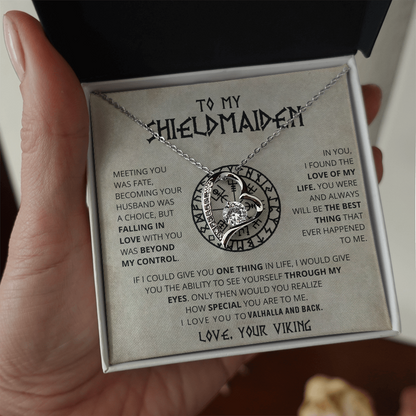 TO MY
SHIELDMAIDEN
MEETING YOU
WAS FATE,
BECOMING YOUR
HUSBAND WAS
A CHOICE, BUT
FALLING IN
LOVE WITH YOU
WAS BEYOND
MY CONTROL.
IN YOU,
I FOUND THE
LOVE OF MY
LIFE, YOU WERE
AND ALWAYS
WILL BE THE BEST
THING THAT
EVER HAPPENED
TO ME.
IF I COULD GIVE YOU ONE THING IN LIFE, I WOULD GIVE
YOU THE ABILITY TO SEE YOURSELF THROUGH MY
EYES. ONLY THEN WOULD YOU REALIZE
HOW SPECIAL YOU ARE TO ME.
I LOVE YOU TO VALHALLA AND BACK.
LOVE, YOUR VIKING